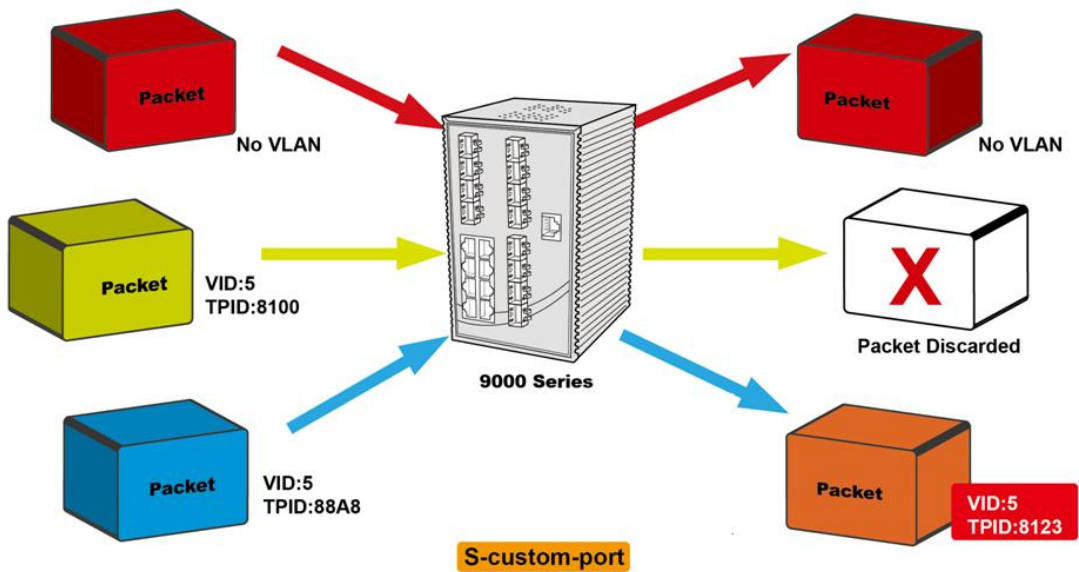 Packet
No VLAN
Packet
No VLAN
Packet
VID:5
TPID:8100
X
Packet Discarded
9000 Series
Packet
VID:5
TPID:88A8
Packet
VID:5
TPID:8123
S-custom-port